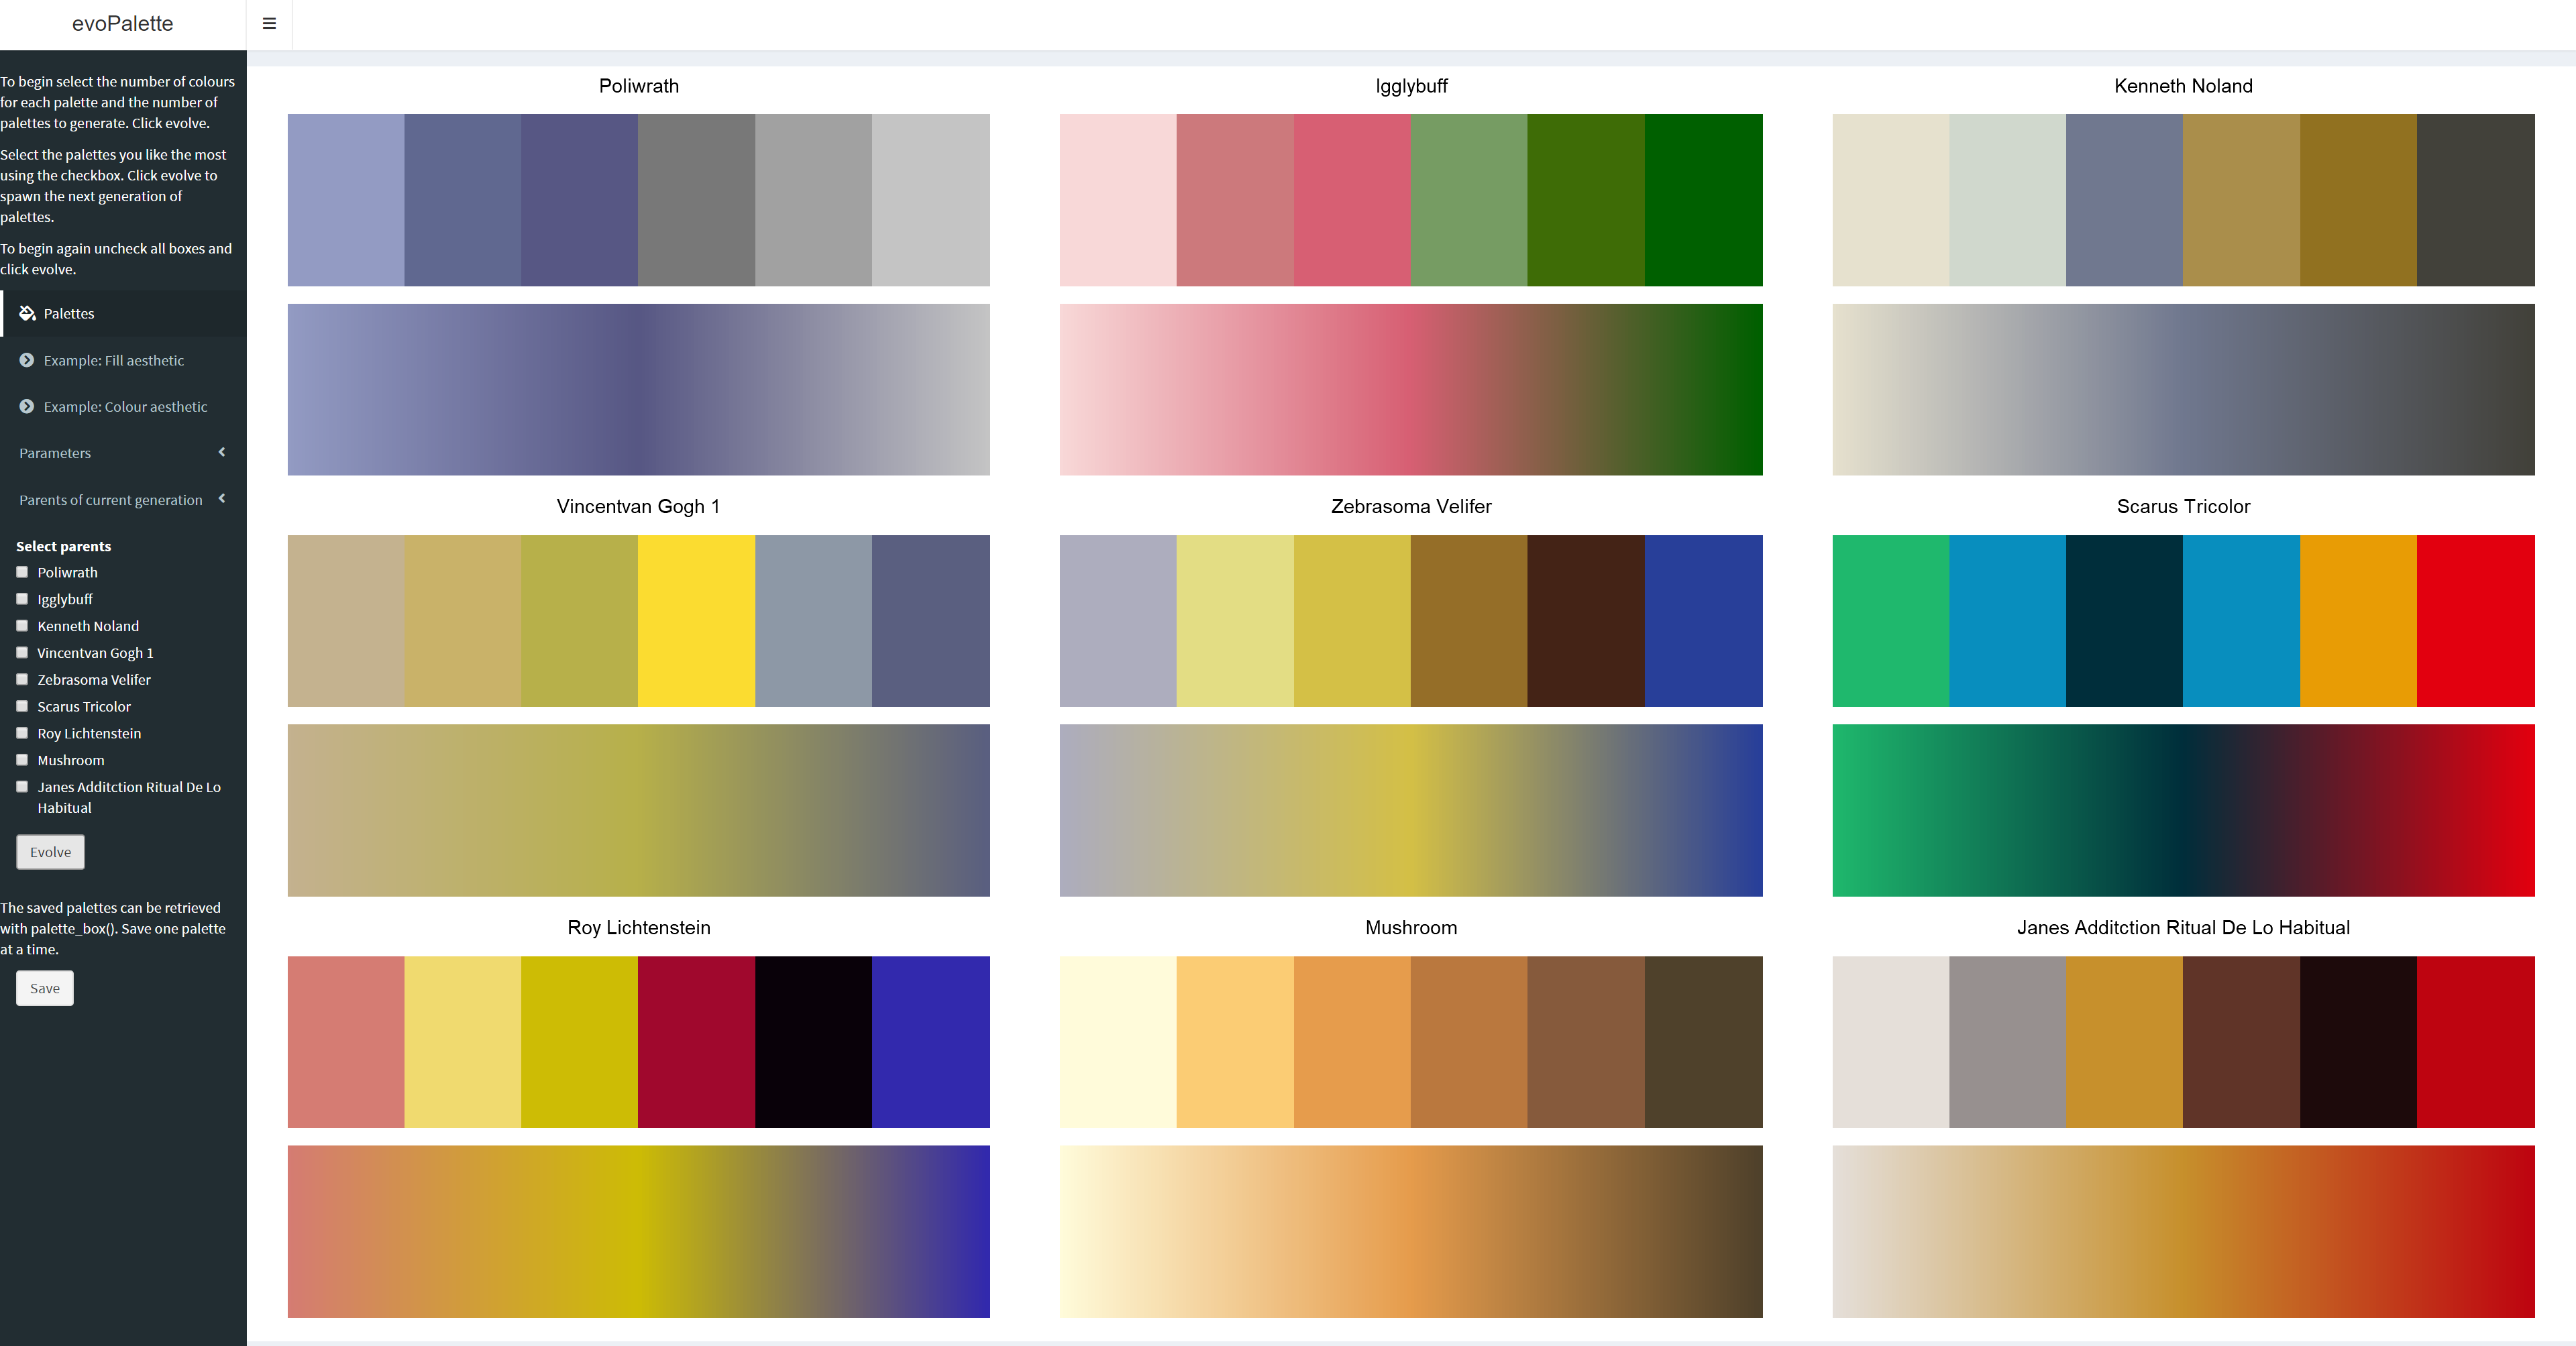 evoPalette
To begin select the number of colours
for each palette and the number of
palettes to generate. Click evolve.
Select the palettes you like the most
using the checkbox. Click evolve to
spawn the next generation of
palettes.
To begin again uncheck all boxes and
click evolve.
Palettes
Example: Fill aesthetic
Example: Colour aesthetic
Parameters
Parents of current generation
Select parents
Poliwrath
Igglybuff
Kenneth Noland
Vincentvan Gogh 1
Zebrasoma Velifer
Scarus Tricolor
Roy Lichtenstein
Mushroom
Janes Additction Ritual De Lo
Habitual
Evolve
The saved palettes can be retrieved
with palette_box(). Save one palette
at a time.
Save
Poliwrath
Igglybuff
Kenneth Noland
Vincentvan Gogh 1
Zebrasoma Velifer
Scarus Tricolor
Roy Lichtenstein
Mushroom
Janes Additction Ritual De Lo Habitual